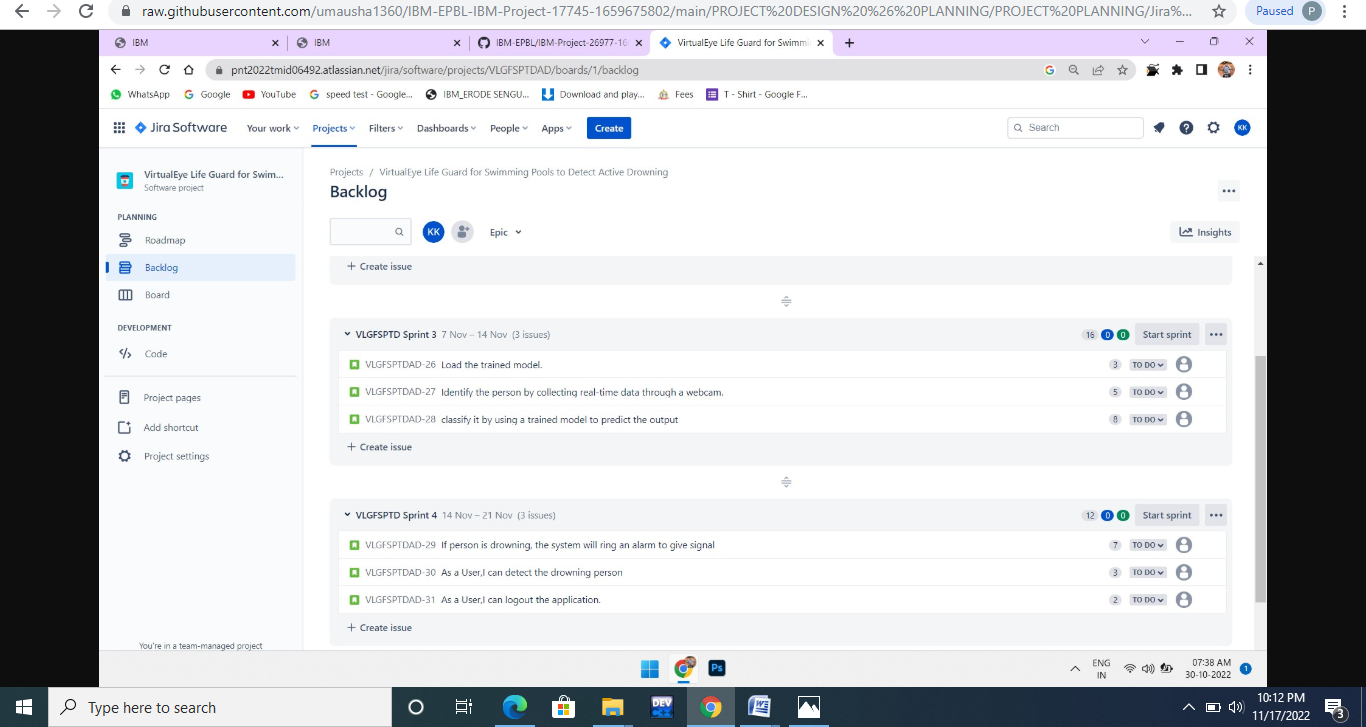 raw.githubusercontent.com/umausha1360/IBM-EPBL-IBM-Project-17745-1659675802/main/PROJECT%20DESIGN%20%26%20PLANNING/PROJECT%20PLANNING/Jira%...
Paused P
IBM
IBM
IBM-EPBL/IBM-Project-26977-16
VirtualEye Life Guard for Swimmi
pnt2022tmid06492.atlassian.net/jira/software/projects/VLGFSPTDAD/boards/1/backlog
WhatsApp Google YouTube speed test - Google... IBM_ERODE SENGU... Download and play... Fees T - Shirt - Google F...
Jira Software Your work Projects Filters Dashboards People Apps Create Search KK
VirtualEye Life Guard for Swim...
Software project
PLANNING
Roadmap
Backlog
Board
DEVELOPMENT
Code
Project pages
Add shortcut
Project settings
You're in a team-managed project
Projects / VirtualEye Life Guard for Swimming Pools to Detect Active Drowning
Backlog
KK Epic Insights
+ Create issue
VLGFSPTD Sprint 3 7 Nov – 14 Nov (3 issues) 16 0 0 Start sprint
VLGFSPTDAD-26 Load the trained model. 3 TO DO
VLGFSPTDAD-27 Identify the person by collecting real-time data through a webcam. 5 TO DO
VLGFSPTDAD-28 classify it by using a trained model to predict the output 8 TO DO
+ Create issue
VLGFSPTD Sprint 4 14 Nov – 21 Nov (3 issues) 12 0 0 Start sprint
VLGFSPTDAD-29 If person is drowning, the system will ring an alarm to give signal 7 TO DO
VLGFSPTDAD-30 As a User,I can detect the drowning person 3 TO DO
VLGFSPTDAD-31 As a User,I can logout the application. 2 TO DO
+ Create issue
Ps
ENG
IN
07:38 AM
30-10-2022
1
Type here to search
DEV
10:12 PM
11/17/2022
3